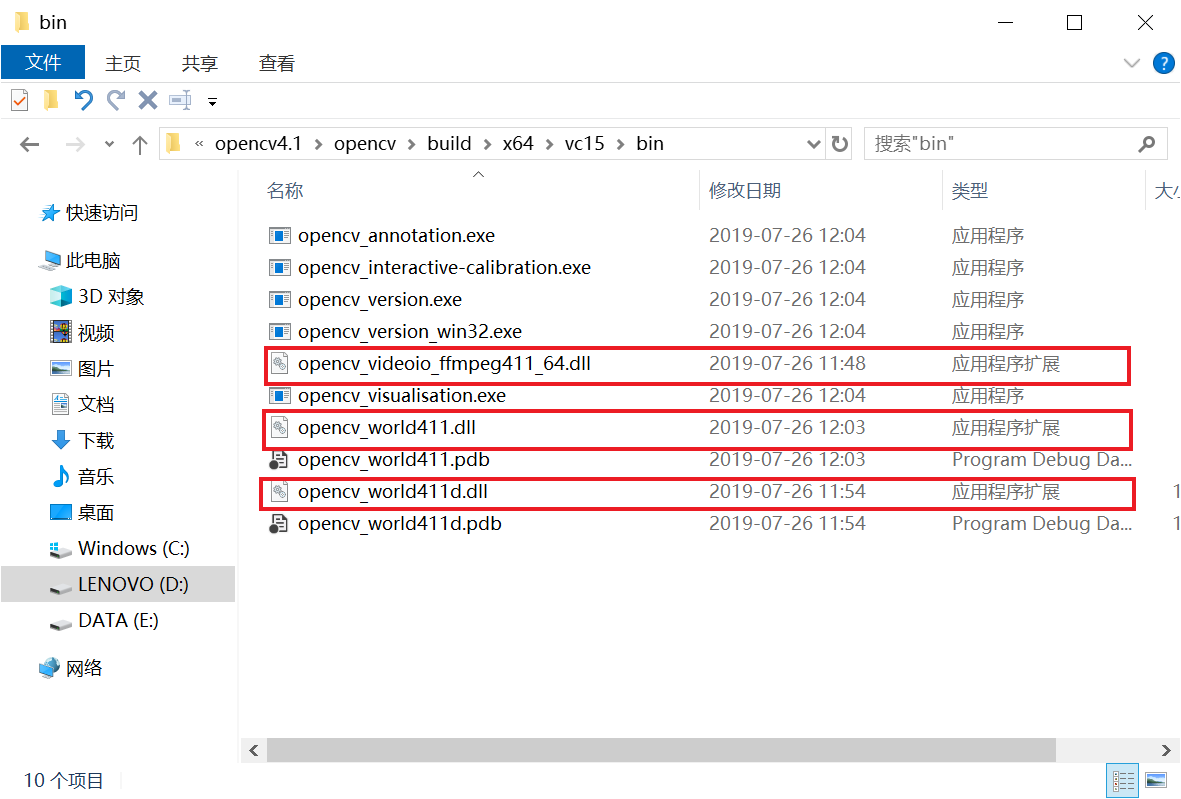 bin
文件 主页 共享 查看 ?
« opencv4.1 > opencv > build > x64 > vc15 > bin 搜索"bin"
名称 修改日期 类型
快速访问
此电脑
3D 对象
视频
图片
文档
下载
音乐
桌面
Windows (C:)
LENOVO (D:)
DATA (E:)
网络
opencv_annotation.exe 2019-07-26 12:04 应用程序
opencv_interactive-calibration.exe 2019-07-26 12:04 应用程序
opencv_version.exe 2019-07-26 12:04 应用程序
opencv_version_win32.exe 2019-07-26 12:04 应用程序
opencv_videoio_ffmpeg411_64.dll 2019-07-26 11:48 应用程序扩展
opencv_visualisation.exe 2019-07-26 12:04 应用程序
opencv_world411.dll 2019-07-26 12:03 应用程序扩展
opencv_world411.pdb 2019-07-26 12:03 Program Debug Da...
opencv_world411d.dll 2019-07-26 11:54 应用程序扩展 1
opencv_world411d.pdb 2019-07-26 11:54 Program Debug Da... 1
10 个项目